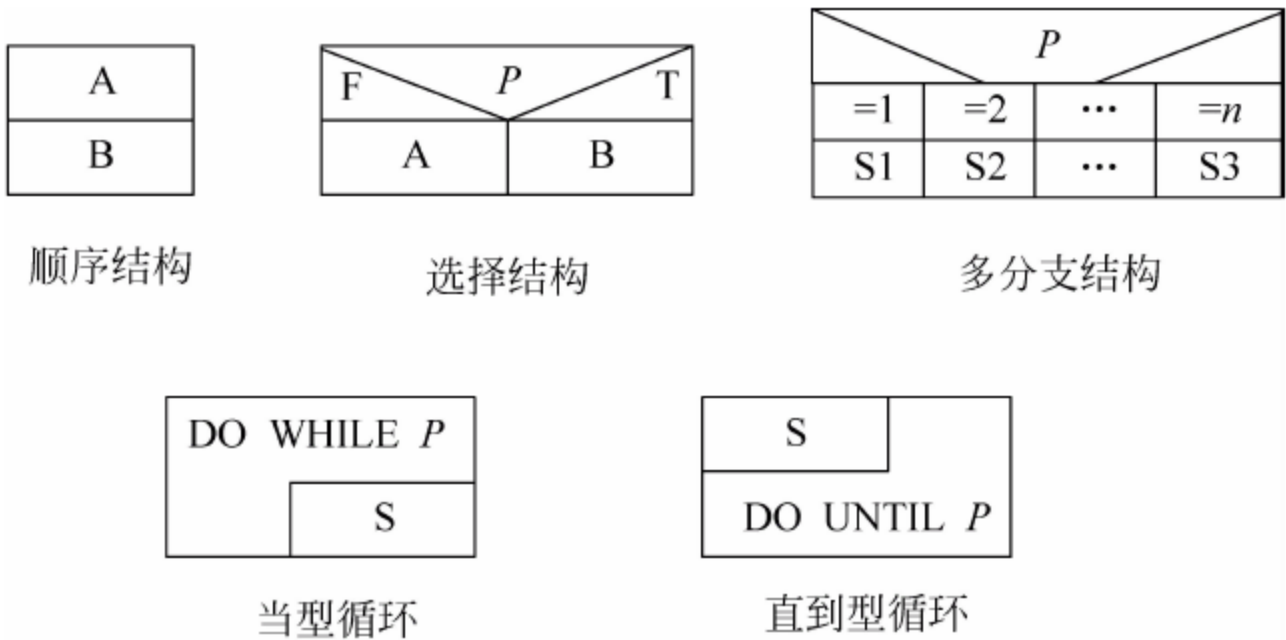 A
B
顺序结构
F P T
A B
选择结构
P
=1 =2 ··· =n
S1 S2 ··· S3
多分支结构
DO WHILE P
S
当型循环
S
DO UNTIL P
直到型循环